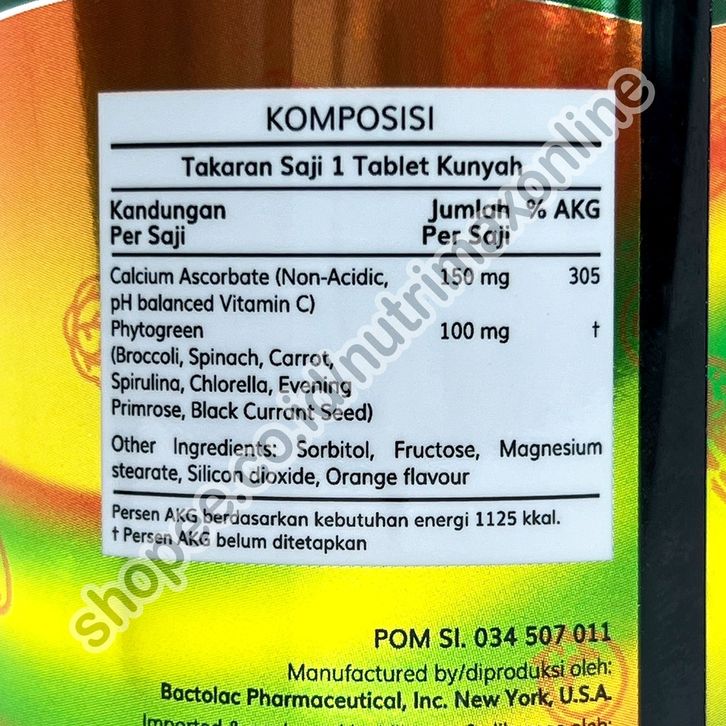 KOMPOSISI
Takaran Saji 1 Tablet Kunyah
Kandungan Jumlah % AKG
Per Saji Per Saji
Calcium Ascorbate (Non-Acidic, 150 mg 305
pH balanced Vitamin C)
Phytogreen 100 mg †
(Broccoli, Spinach, Carrot,
Spirulina, Chlorella, Evening
Primrose, Black Currant Seed)
Other Ingredients: Sorbitol, Fructose, Magnesium
stearate, Silicon dioxide, Orange flavour
Persen AKG berdasarkan kebutuhan energi 1125 kkal.
† Persen AKG belum ditetapkan
POM SI. 034 507 011
Manufactured by/diproduksi oleh:
Bactolac Pharmaceutical, Inc. New York, U.S.A.
shopee.co.id/nutrimaxonline